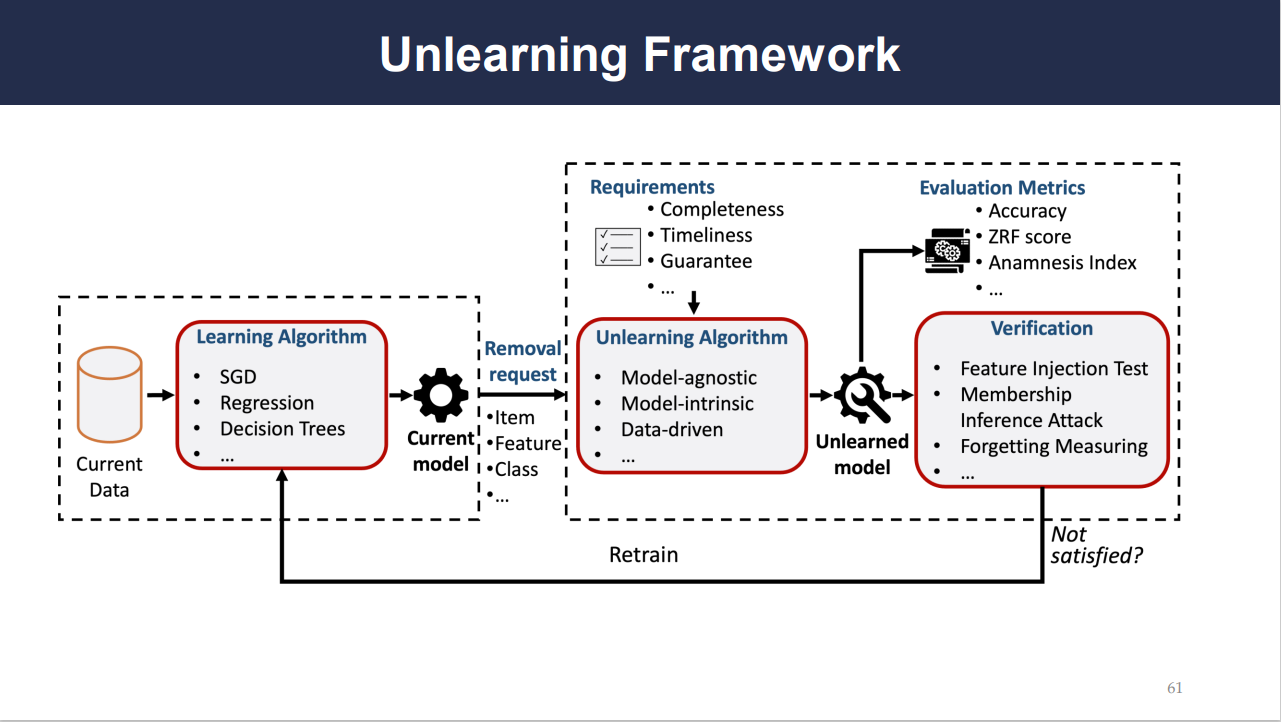 Unlearning Framework
Requirements
• Completeness
• Timeliness
• Guarantee
• ...
Evaluation Metrics
• Accuracy
• ZRF score
• Anamnesis Index
• ...
Current
Data
Learning Algorithm
• SGD
• Regression
• Decision Trees
• ...
Current
model
Removal
request
•Item
•Feature
•Class
•...
Unlearning Algorithm
• Model-agnostic
• Model-intrinsic
• Data-driven
• ...
Unlearned
model
Verification
• Feature Injection Test
• Membership
Inference Attack
• Forgetting Measuring
• ...
Not
satisfied?
Retrain
61